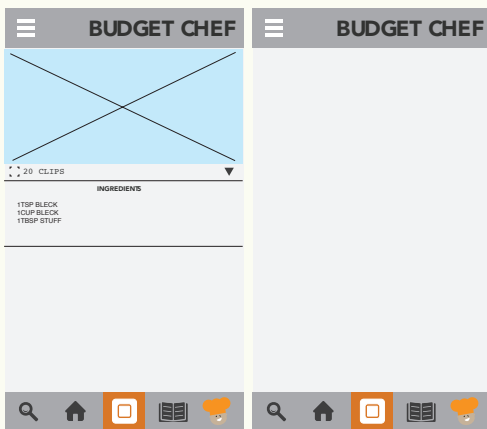 BUDGET CHEF
20 CLIPS
INGREDIENTS
1TSP BLECK
1CUP BLECK
1TBSP STUFF
BUDGET CHEF